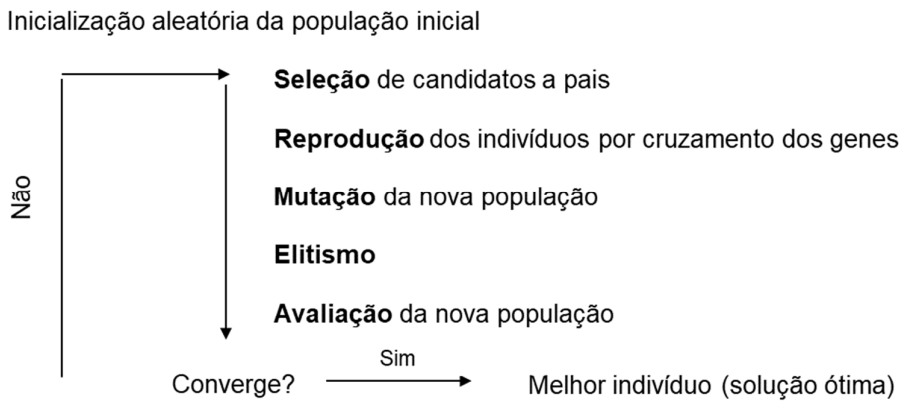 Inicialização aleatória da população inicial
Seleção de candidatos a pais
Reprodução dos indivíduos por cruzamento dos genes
Não
Mutação da nova população
Elitismo
Avaliação da nova população
Sim
Converge?
Melhor indivíduo (solução ótima)